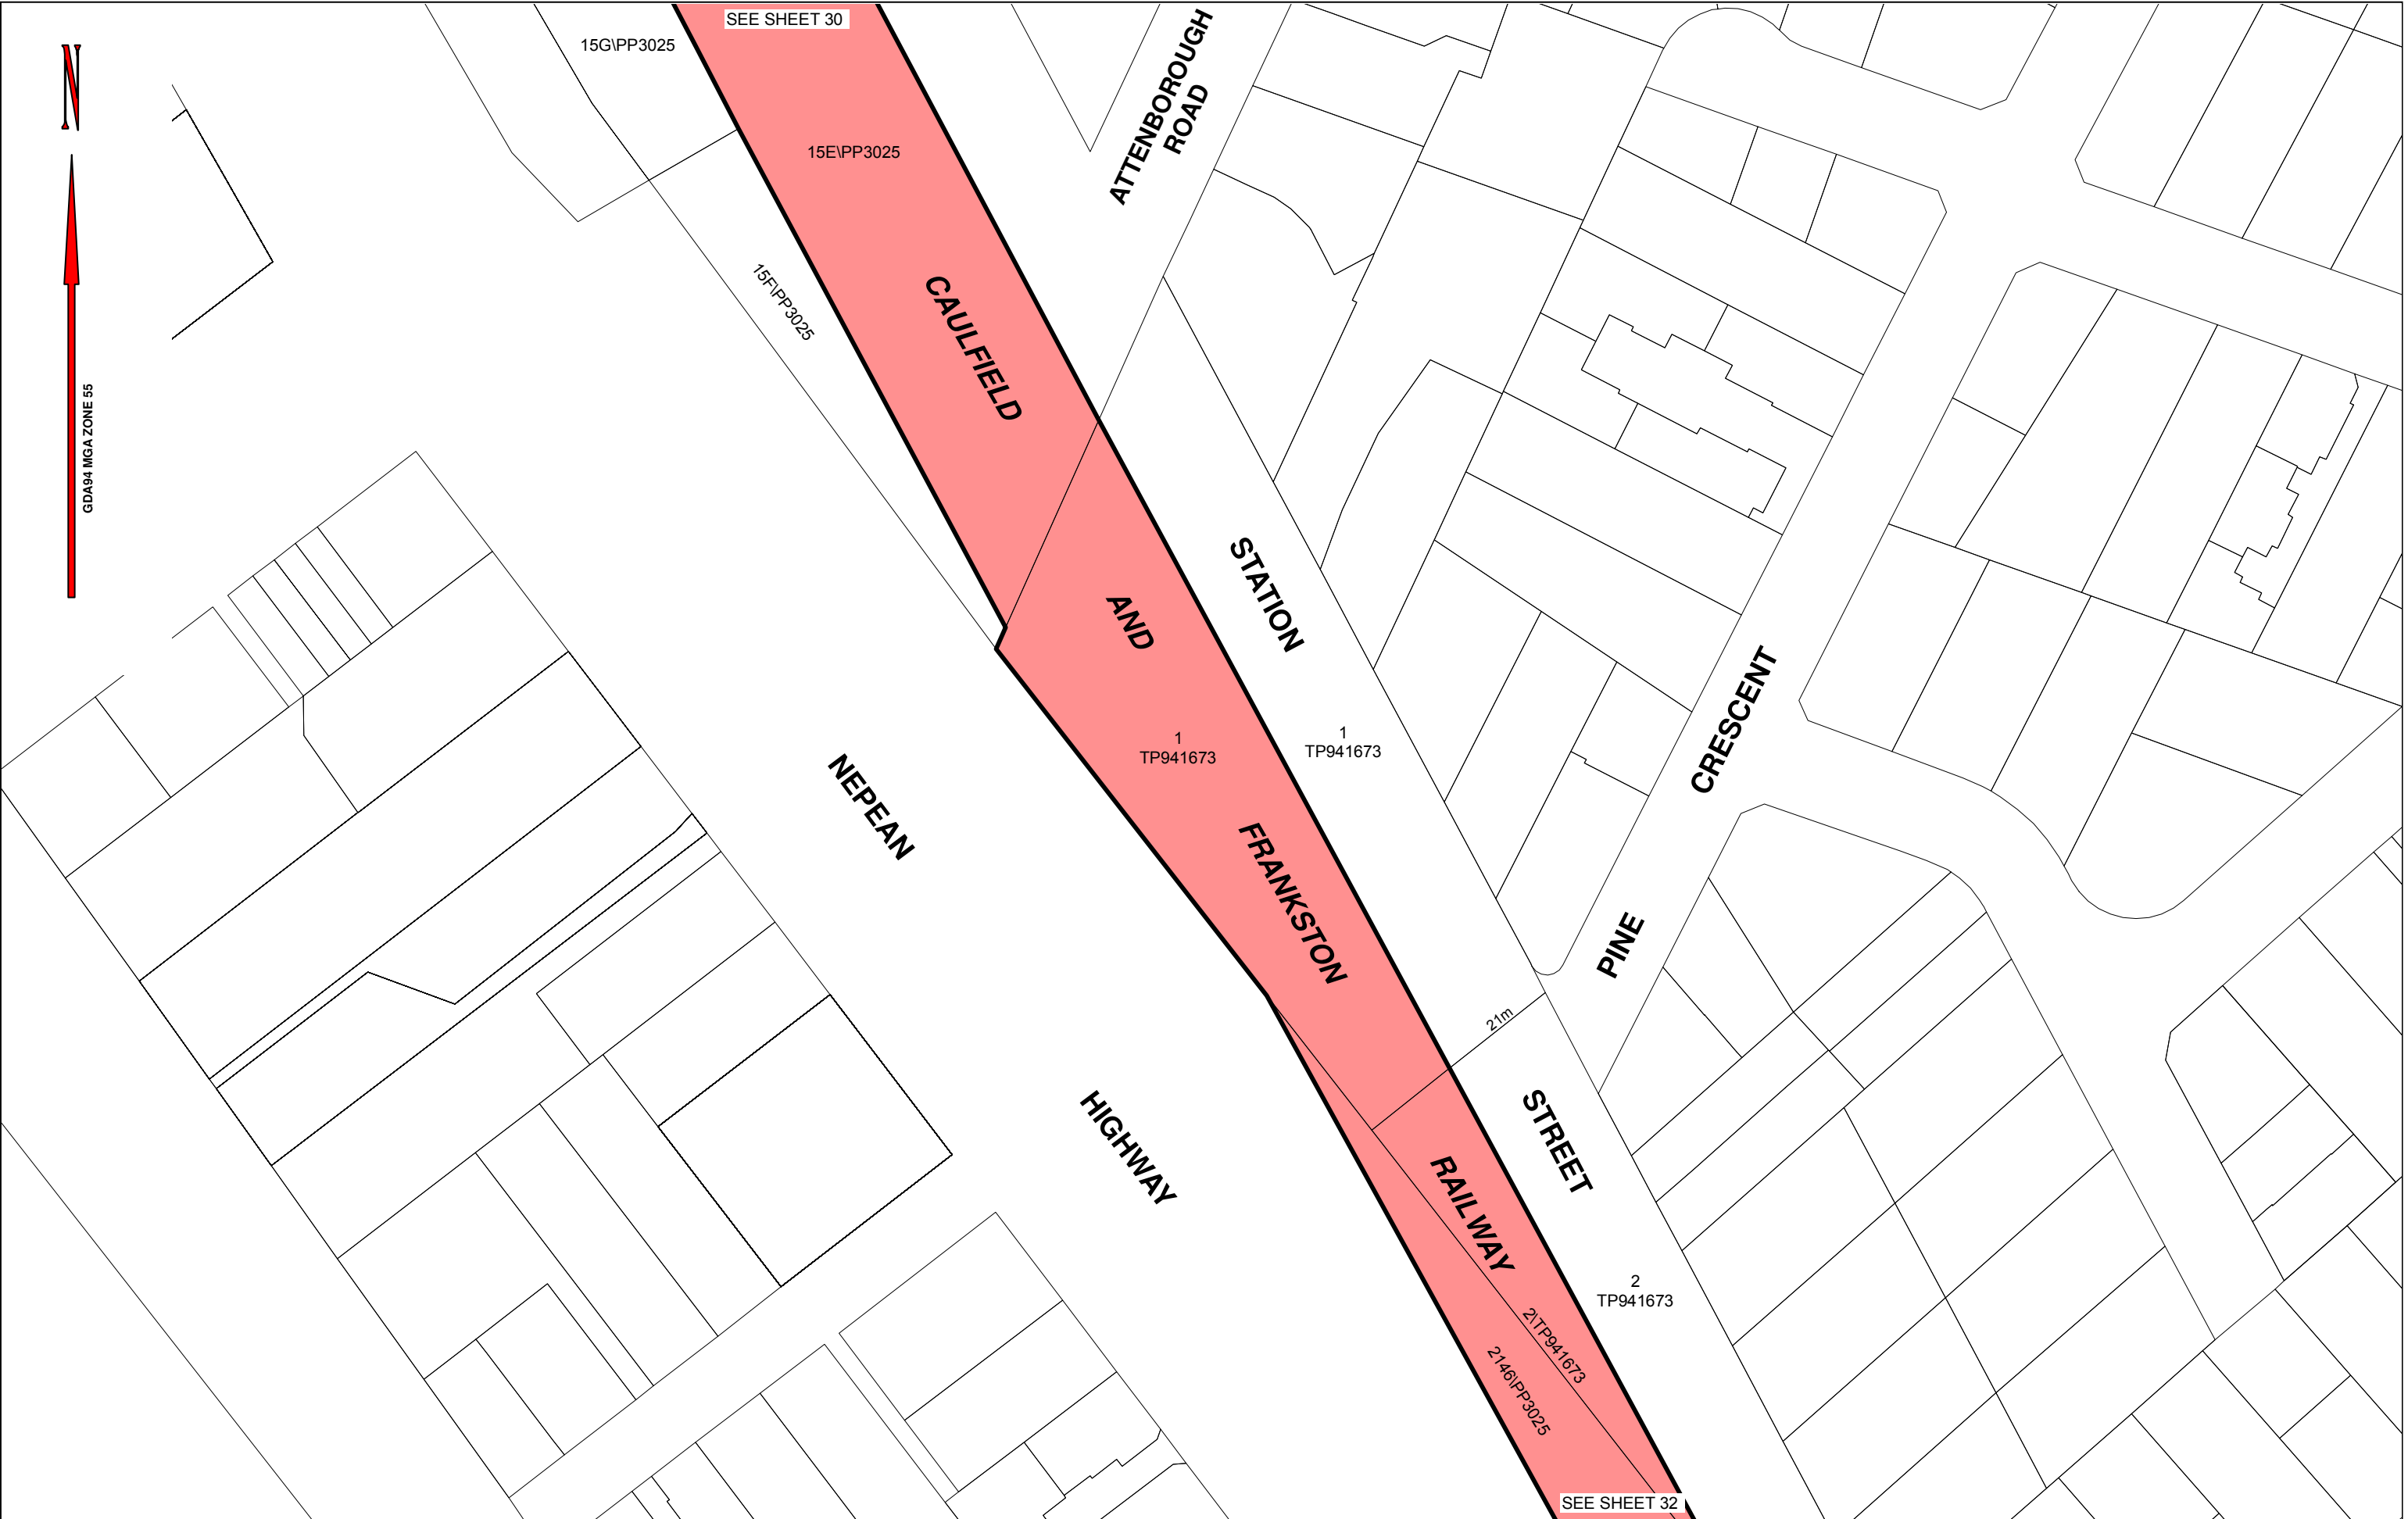 SEE SHEET 30
15G\PP3025
N
ATTENBOROUGH
ROAD
15E\PP3025
15F\PP3025
GDA94 MGA ZONE 55
CAULFIELD
AND
STATION
1
TP941673
1
TP941673
NEPEAN
CRESCENT
FRANKSTON
PINE
21m
HIGHWAY
STREET
RAILWAY
2
TP941673
2\TP941673
2146\PP3025
SEE SHEET 32